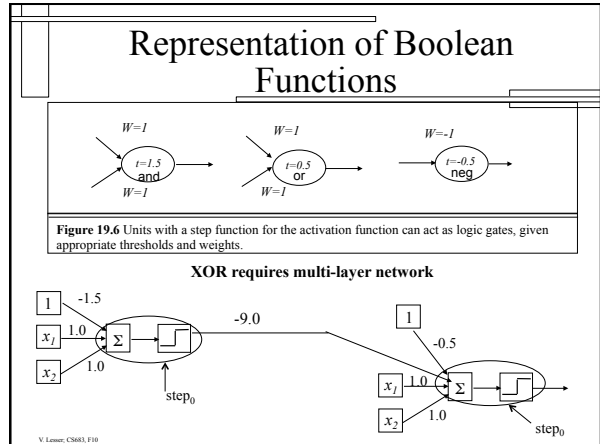 Representation of Boolean
Functions
W=1
W=1
W=-1
t=1.5
and
t=0.5
or
t=-0.5
neg
W=1
W=1
Figure 19.6 Units with a step function for the activation function can act as logic gates, given
appropriate thresholds and weights.
XOR requires multi-layer network
1
-1.5
-9.0
1
x1
1.0
Σ
-0.5
x2
1.0
x1
1.0
Σ
step0
x2
1.0
step0
V. Lesser; CS683, F10